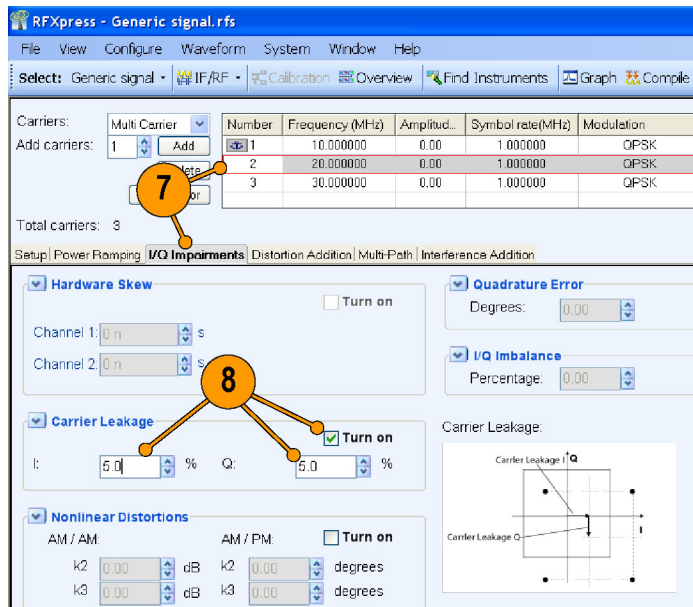 RFXpress - Generic signal.rfs
File View Configure Waveform System Window Help
Select: Generic signal IF/RF Calibration Overview Find Instruments Graph Compile
Carriers: Multi Carrier
Add carriers: 1 Add
Number Frequency (MHz) Amplitud... Symbol rate(MHz) Modulation
1 10.000000 0.00 1.000000 QPSK
2 20.000000 0.00 1.000000 QPSK
3 30.000000 0.00 1.000000 QPSK
7
Total carriers: 3
Setup Power Ramping I/Q Impairments Distortion Addition Multi-Path Interference Addition
Hardware Skew
Turn on
Channel 1: 0 n s
Channel 2: 0 n s
Quadrature Error
Degrees: 0.00
I/Q Imbalance
Percentage: 0.00
8
Carrier Leakage
Turn on
I: 5.0 % Q: 5.0 %
Carrier Leakage:
Carrier Leakage I Q
I
Carrier Leakage Q
Nonlinear Distortions
Turn on
AM / AM: AM / PM:
k2 0.00 dB k2 0.00 degrees
k3 0.00 dB k3 0.00 degrees